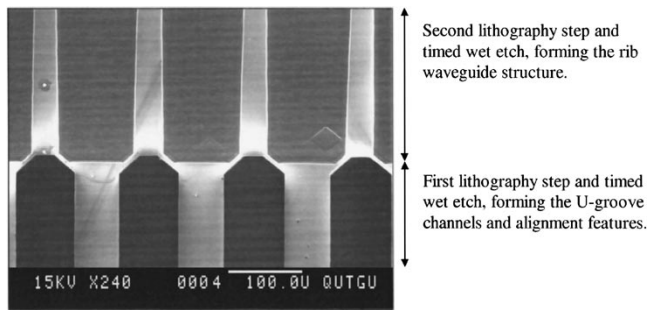 Second lithography step and
timed wet etch, forming the rib
waveguide structure.
First lithography step and timed
wet etch, forming the U-groove
channels and alignment features.
15KV X240 0004 100.0U QUTGU